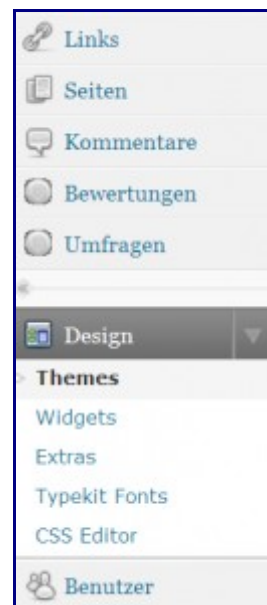 Links
Seiten
Kommentare
Bewertungen
Umfragen
Design
Themes
Widgets
Extras
Typekit Fonts
CSS Editor
Benutzer